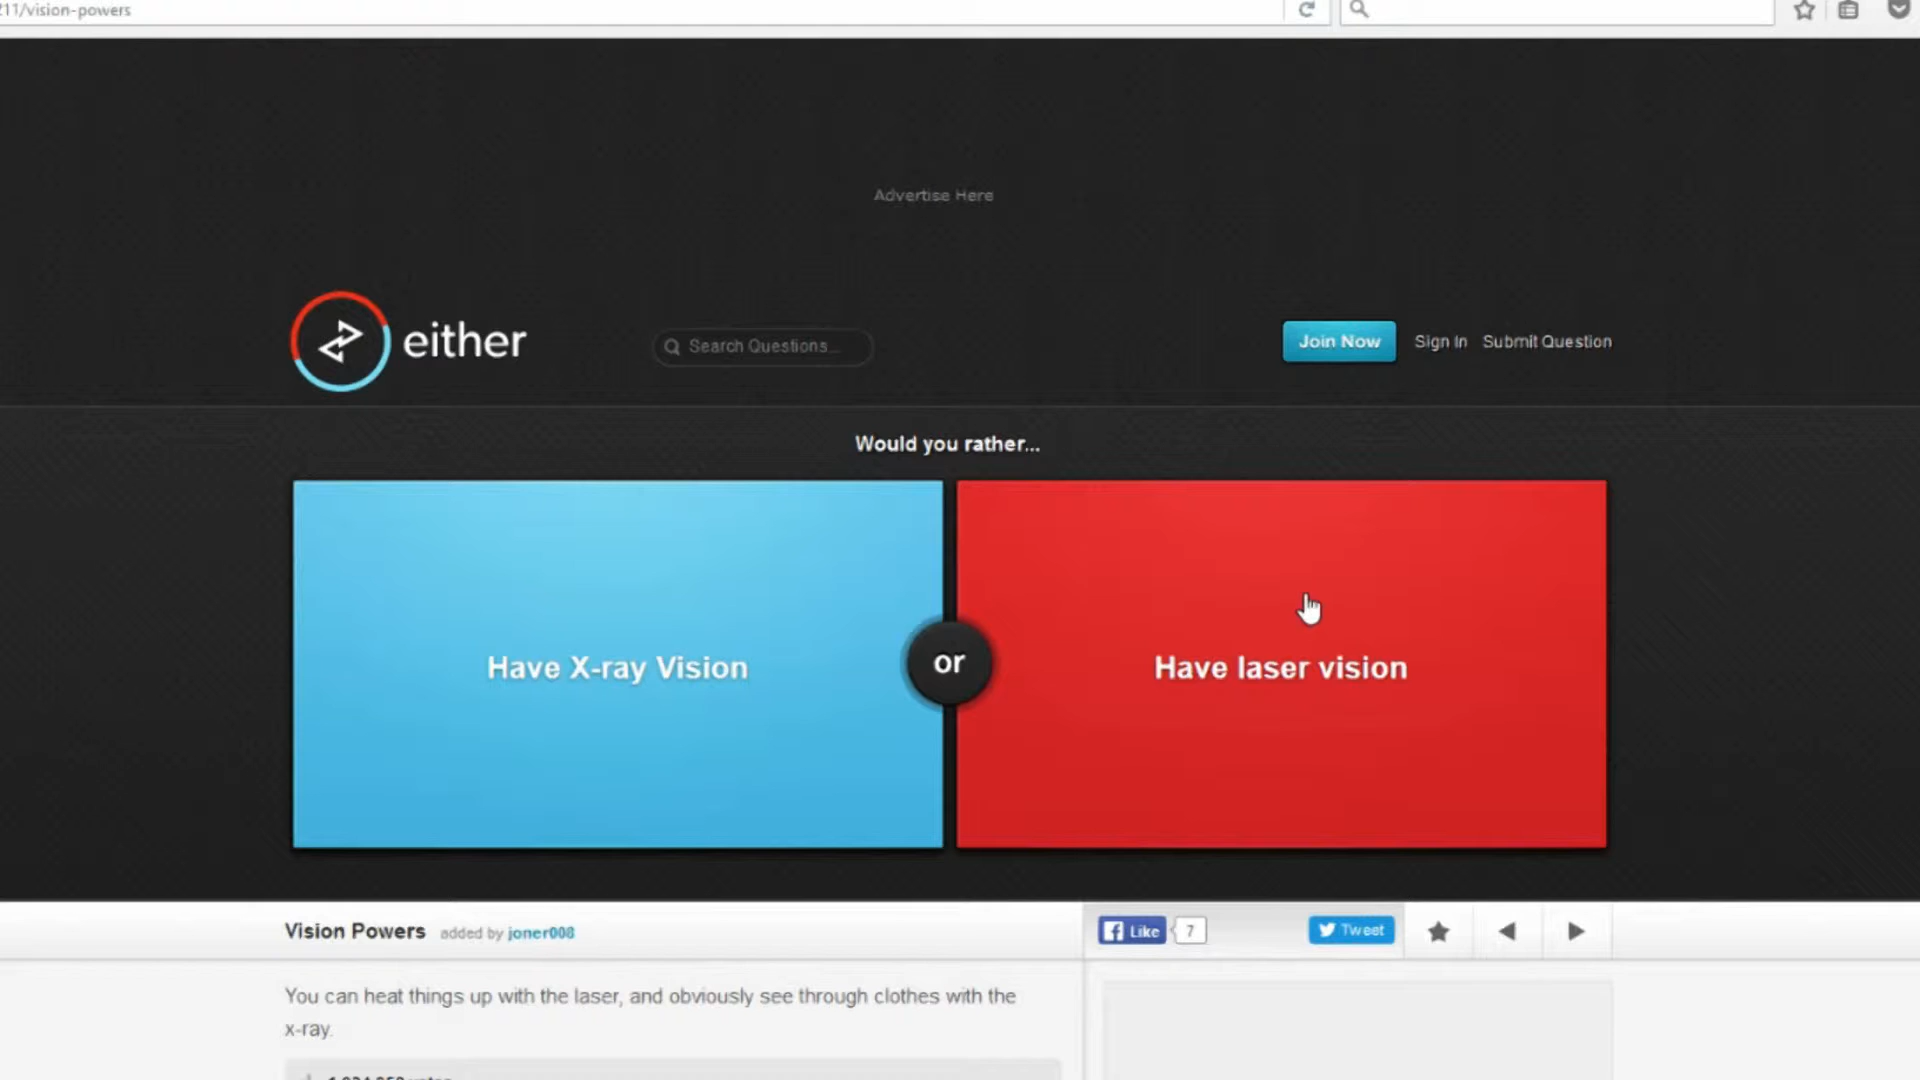 211/vision-powers
Advertise Here
either
Search Questions...
Join Now
Sign In
Submit Question
Would you rather...
Have X-ray Vision
or
Have laser vision
Vision Powers added by joner008
Like 7
Tweet
You can heat things up with the laser, and obviously see through clothes with the
x-ray.